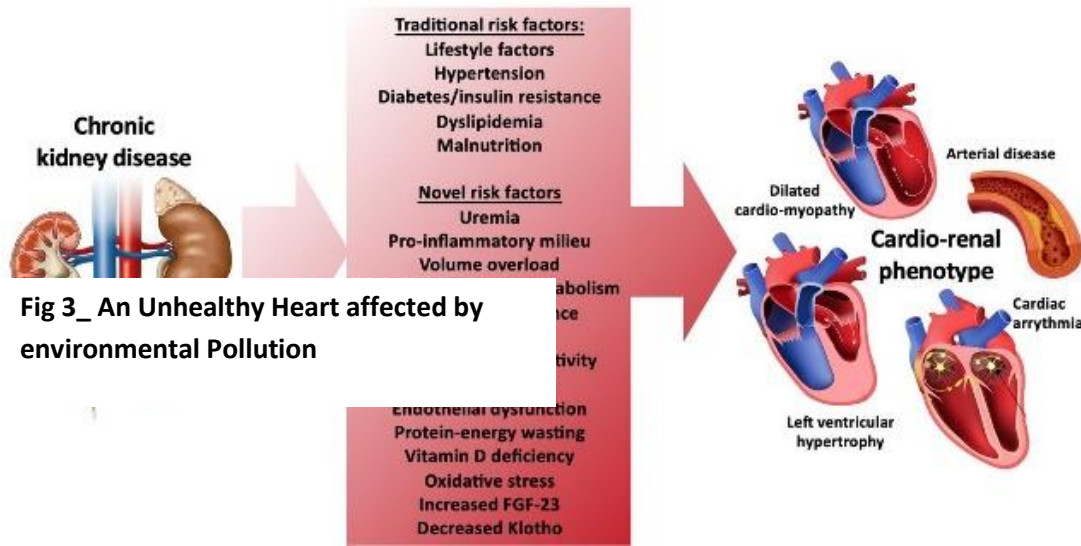 Chronic
kidney disease
Fig 3_ An Unhealthy Heart affected by
environmental Pollution
Traditional risk factors:
Lifestyle factors
Hypertension
Diabetes/insulin resistance
Dyslipidemia
Malnutrition
Novel risk factors
Uremia
Pro-inflammatory milieu
Volume overload
Endothelial dysfunction
Protein-energy wasting
Vitamin D deficiency
Oxidative stress
Increased FGF-23
Decreased Klotho
Dilated
cardio-myopathy
Arterial disease
Cardio-renal
phenotype
Left ventricular
hypertrophy
Cardiac
arrythmia